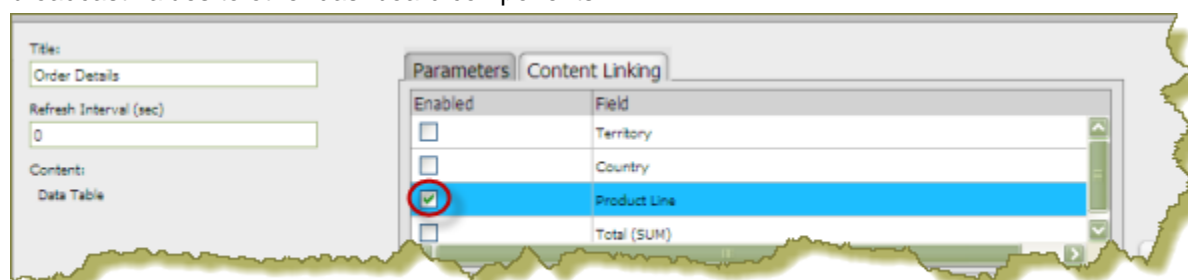 Title:
Order Details
Refresh Interval (sec)
0
Content:
Data Table
Parameters Content Linking
Enabled Field
Territory
Country
Product Line
Total (SUM)